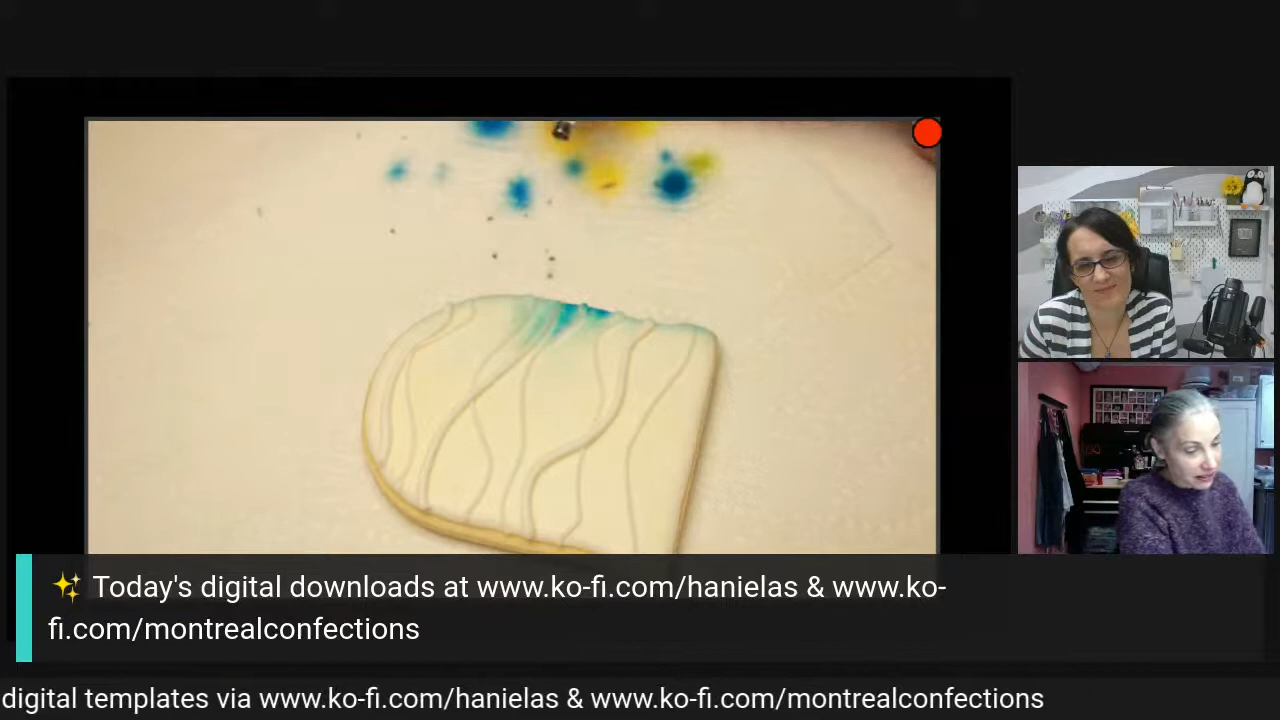 ✨ Today's digital downloads at www.ko-fi.com/hanielas & www.ko-
fi.com/montrealconfections
digital templates via www.ko-fi.com/hanielas & www.ko-fi.com/montrealconfections